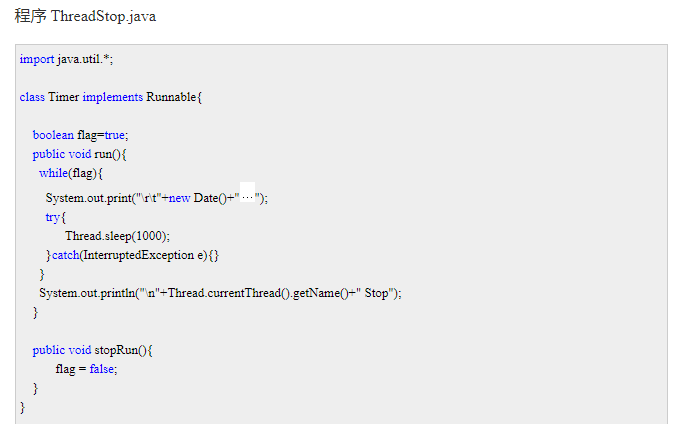 程序 ThreadStop.java
import java.util.*;
class Timer implements Runnable{
boolean flag=true;
public void run(){
while(flag){
System.out.print("\r\t"+new Date()+"…");
try{
Thread.sleep(1000);
}catch(InterruptedException e){}
}
System.out.println("\n"+Thread.currentThread().getName()+" Stop");
}
public void stopRun(){
flag = false;
}
}